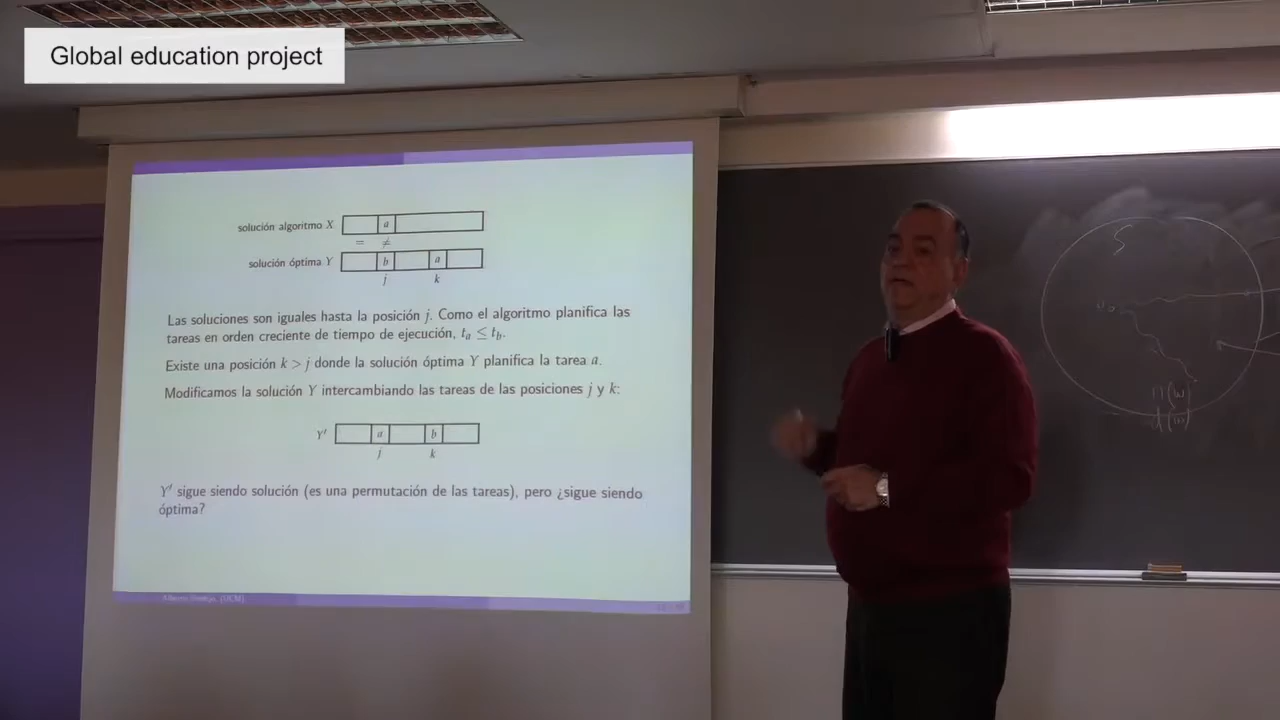 Global education project
solución algoritmo X
a
= ≠
solución óptima Y
b a
j k
Las soluciones son iguales hasta la posición j. Como el algoritmo planifica las
tareas en orden creciente de tiempo de ejecución, tₐ ≤ t_b.
Existe una posición k > j donde la solución óptima Y planifica la tarea a.
Modificamos la solución Y intercambiando las tareas de las posiciones j y k:
Y′ a b
j k
Y′ sigue siendo solución (es una permutación de las tareas), pero ¿sigue siendo
óptima?
(UCM)
S